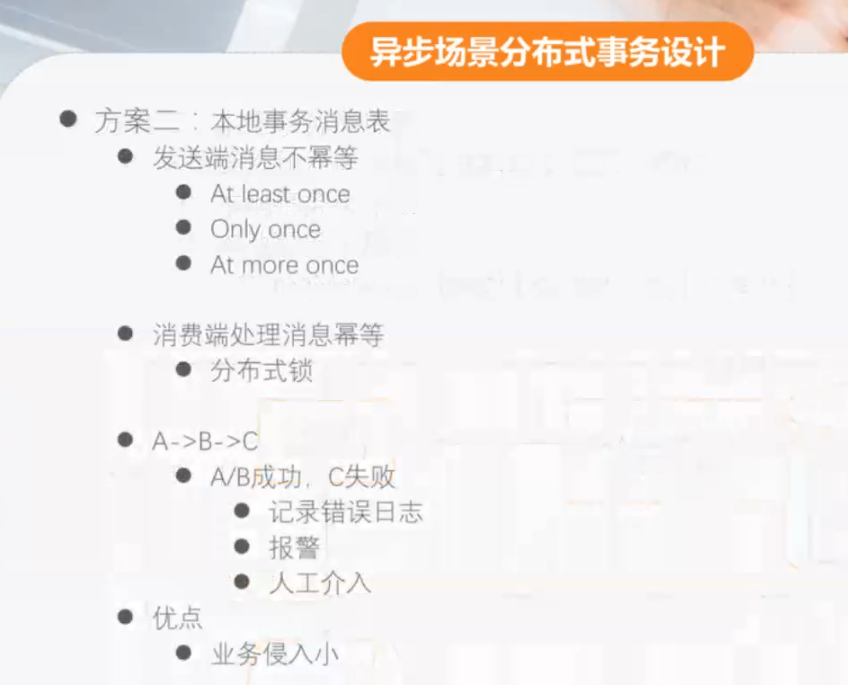 异步场景分布式事务设计
方案二：本地事务消息表
发送端消息不幂等
At least once
Only once
At more once
消费端处理消息幂等
分布式锁
A->B->C
A/B成功，C失败
记录错误日志
报警
人工介入
优点
业务侵入小